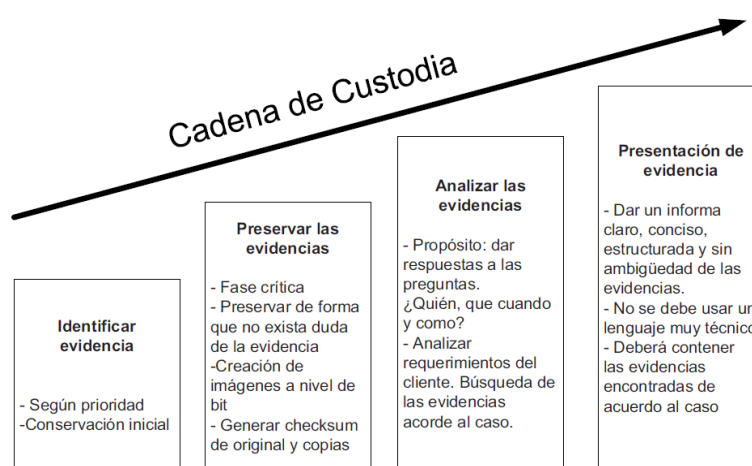 Cadena de Custodia
Identificar
evidencia
- Según prioridad
-Conservación inicial
Preservar las
evidencias
- Fase crítica
- Preservar de forma
que no exista duda
de la evidencia
-Creación de
imágenes a nivel de
bit
- Generar checksum
de original y copias
Analizar las
evidencias
- Propósito: dar
respuestas a las
preguntas.
¿Quién, que cuando
y como?
- Analizar
requerimientos del
cliente. Búsqueda de
las evidencias
acorde al caso.
Presentación de
evidencia
- Dar un informa
claro, conciso,
estructurada y sin
ambigüedad de las
evidencias.
- No se debe usar un
lenguaje muy técnico
- Deberá contener
las evidencias
encontradas de
acuerdo al caso